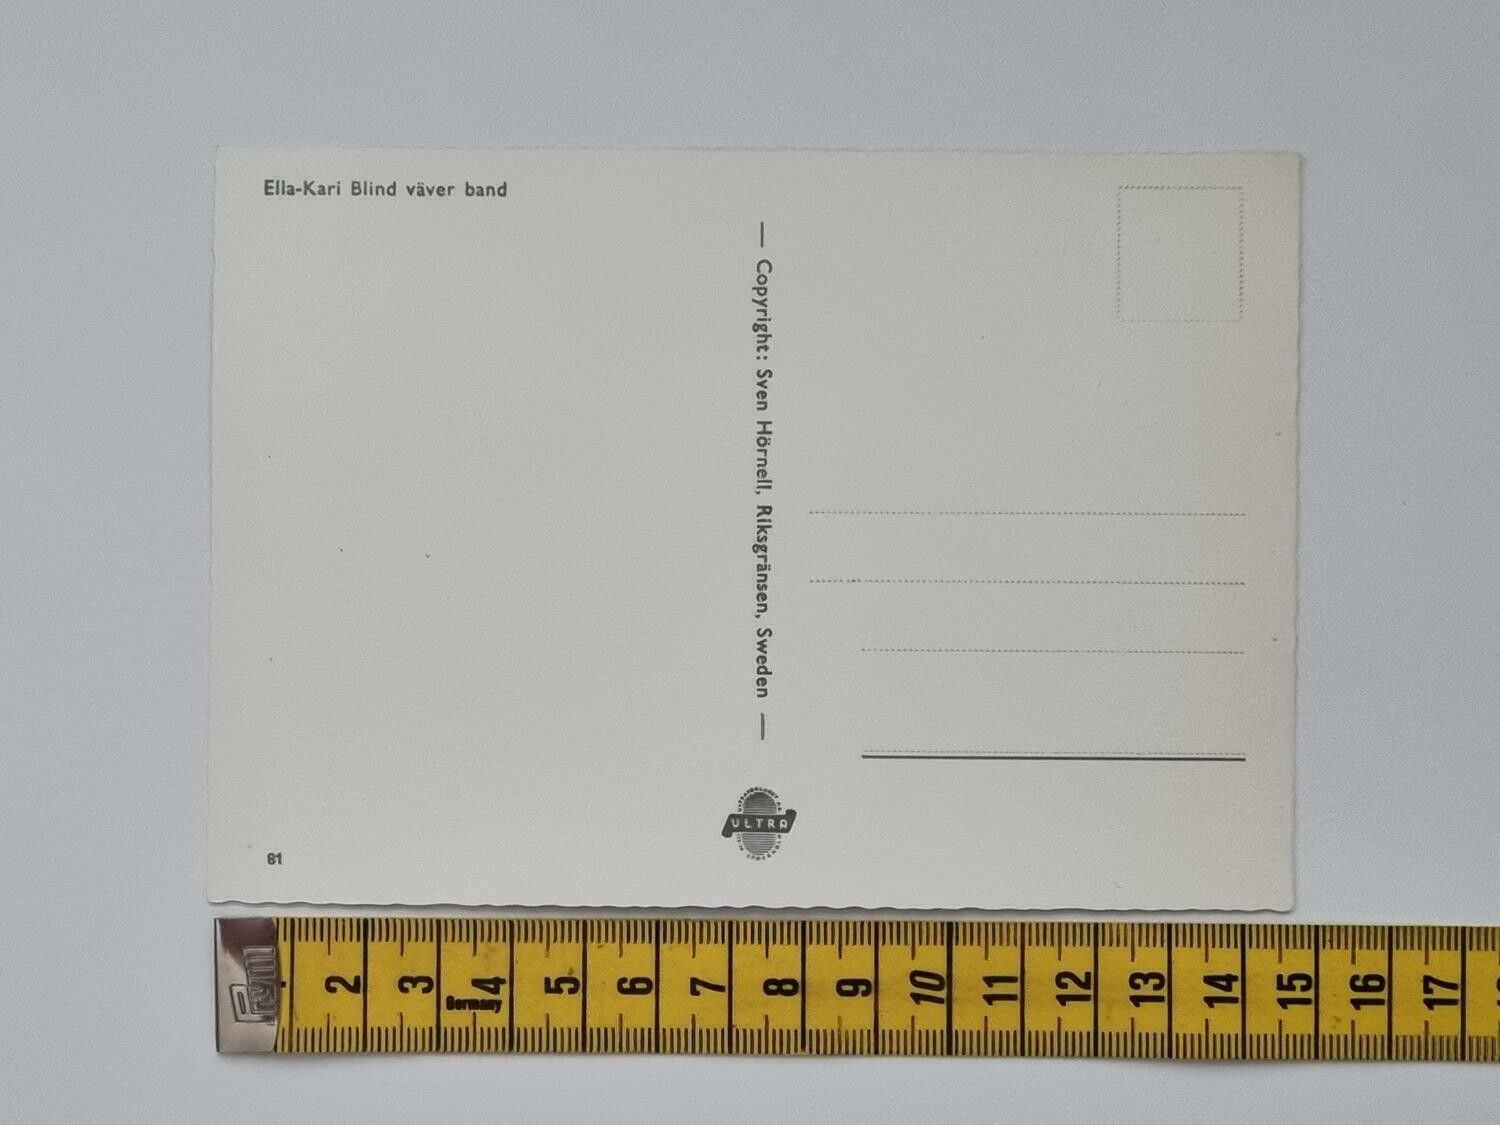 Ella-Kari Blind väver band
— Copyright: Sven Hörnell, Riksgränsen, Sweden —
ULTRA
81
Prym
2 3 4 5 6 7 8 9 10 11 12 13 14 15 16 17
Germany